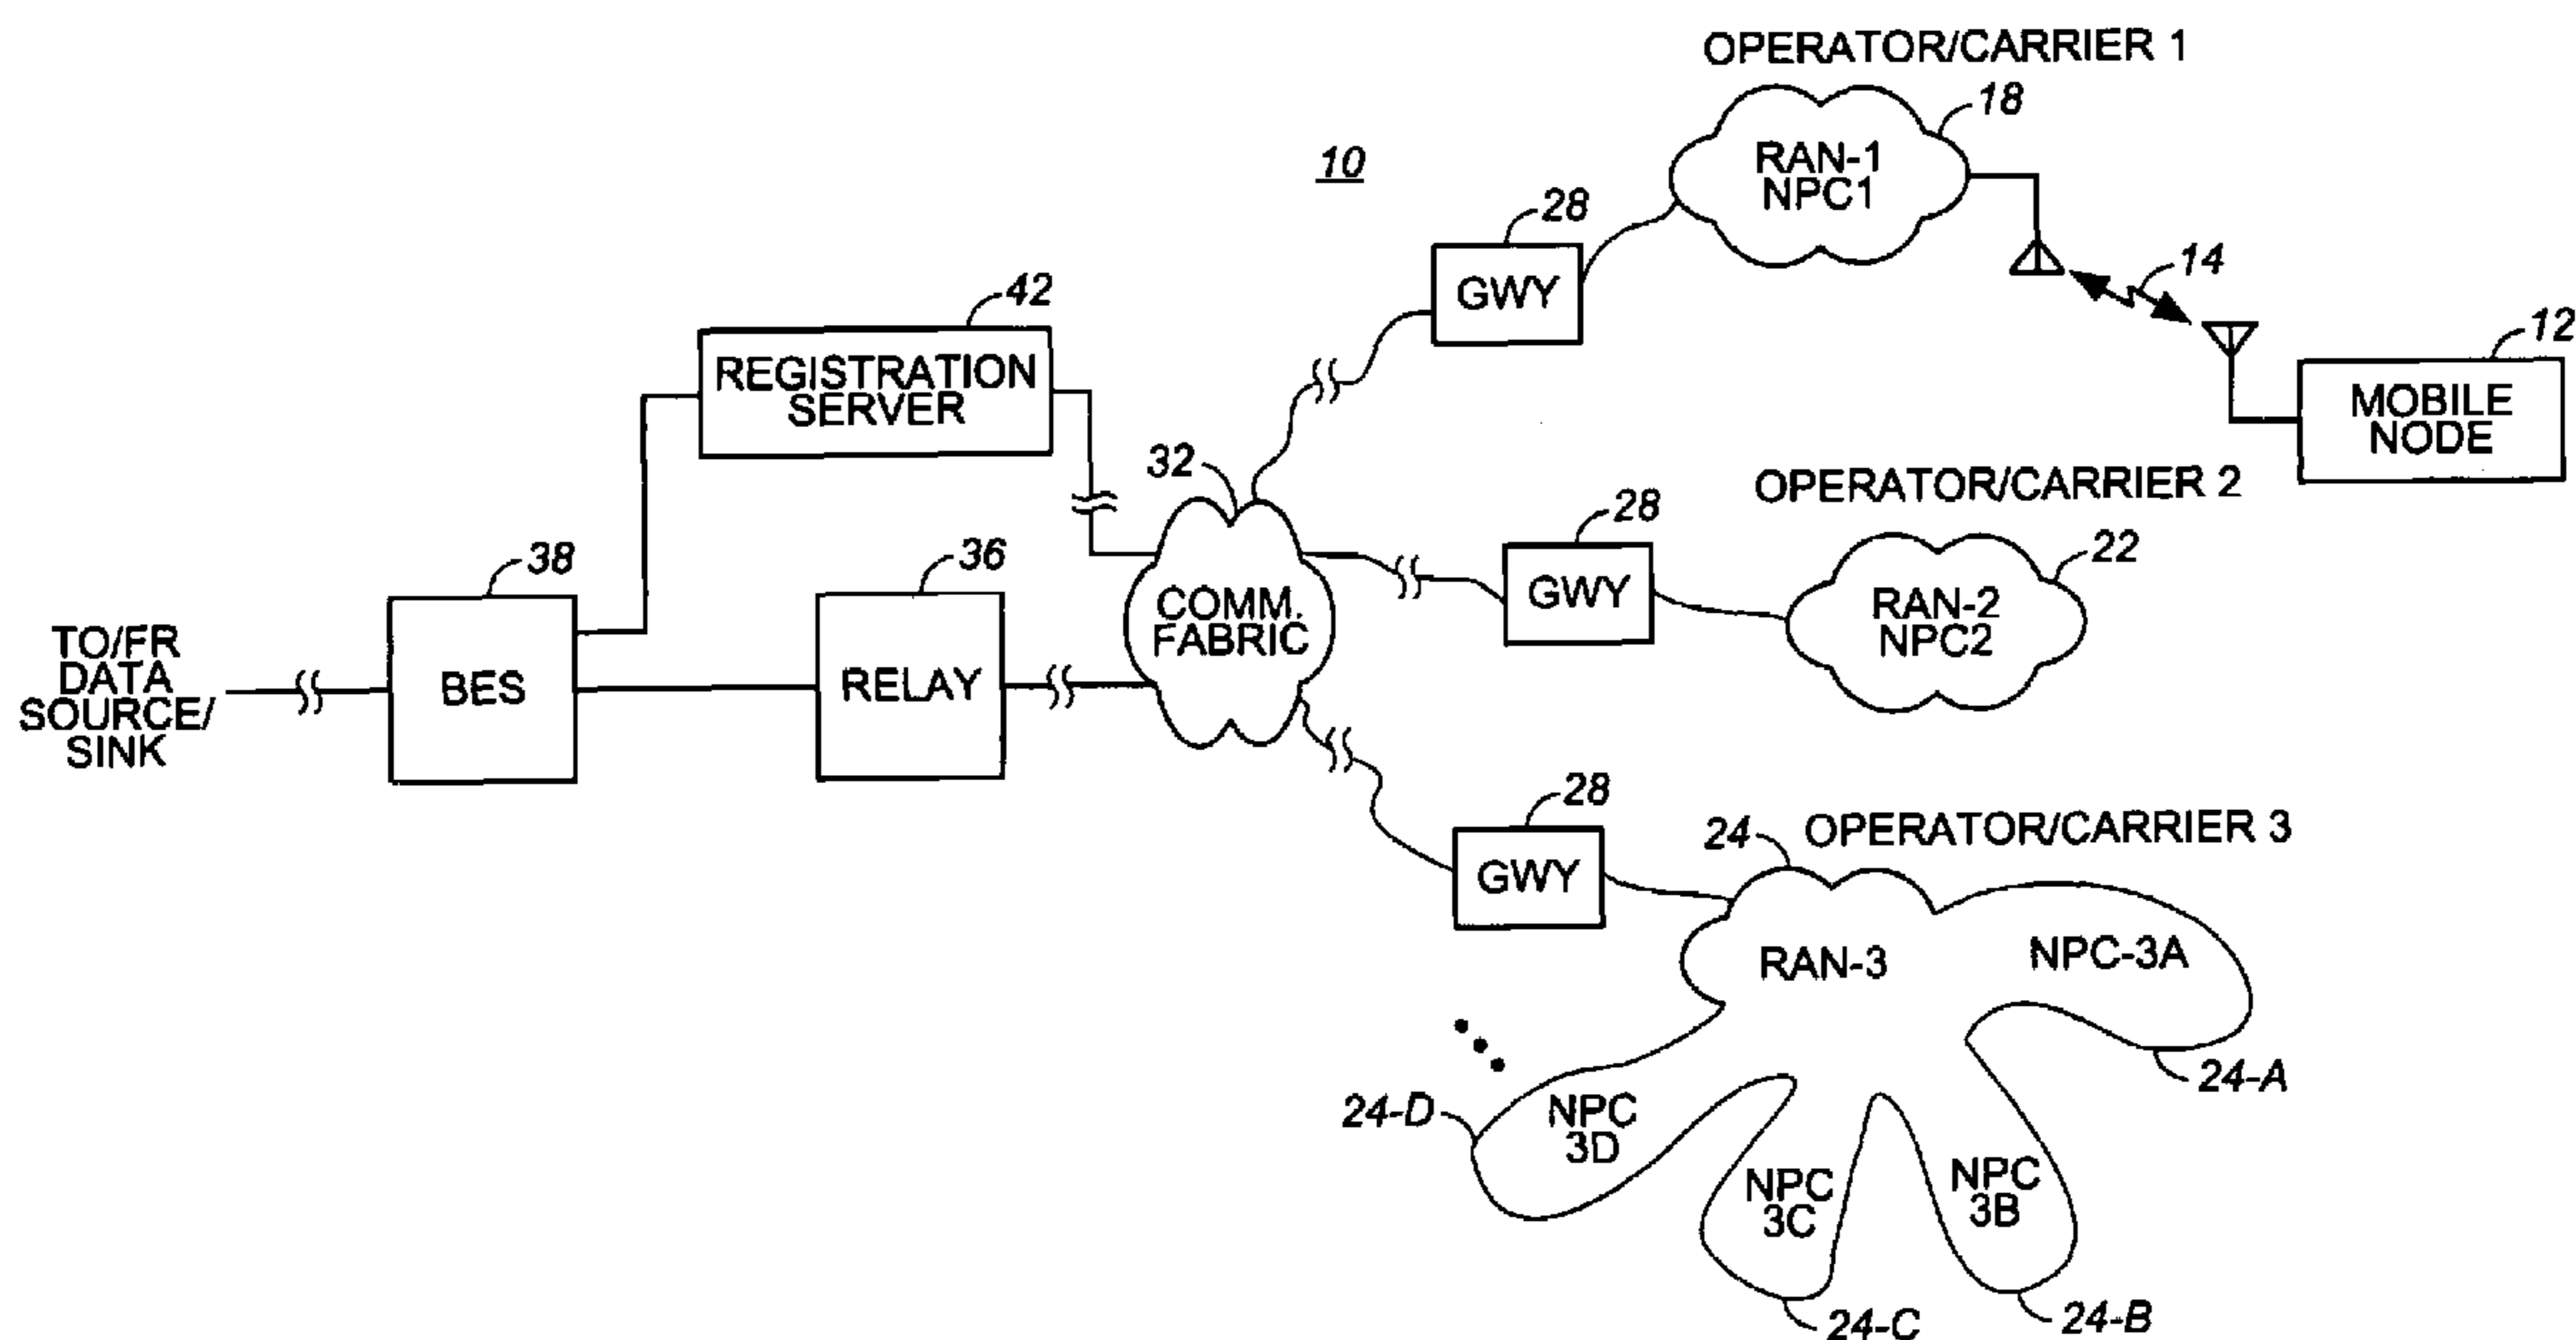 OPERATOR/CARRIER 1
18
RAN-1
NPC1
10
28
GWY
14
12
MOBILE
NODE
42
REGISTRATION
SERVER
32
COMM.
FABRIC
OPERATOR/CARRIER 2
28
GWY
22
RAN-2
NPC2
38
BES
36
RELAY
TO/FR
DATA
SOURCE/
SINK
28
GWY
24
OPERATOR/CARRIER 3
RAN-3
NPC-3A
24-A
24-D
NPC
3D
NPC
3C
NPC
3B
24-C
24-B